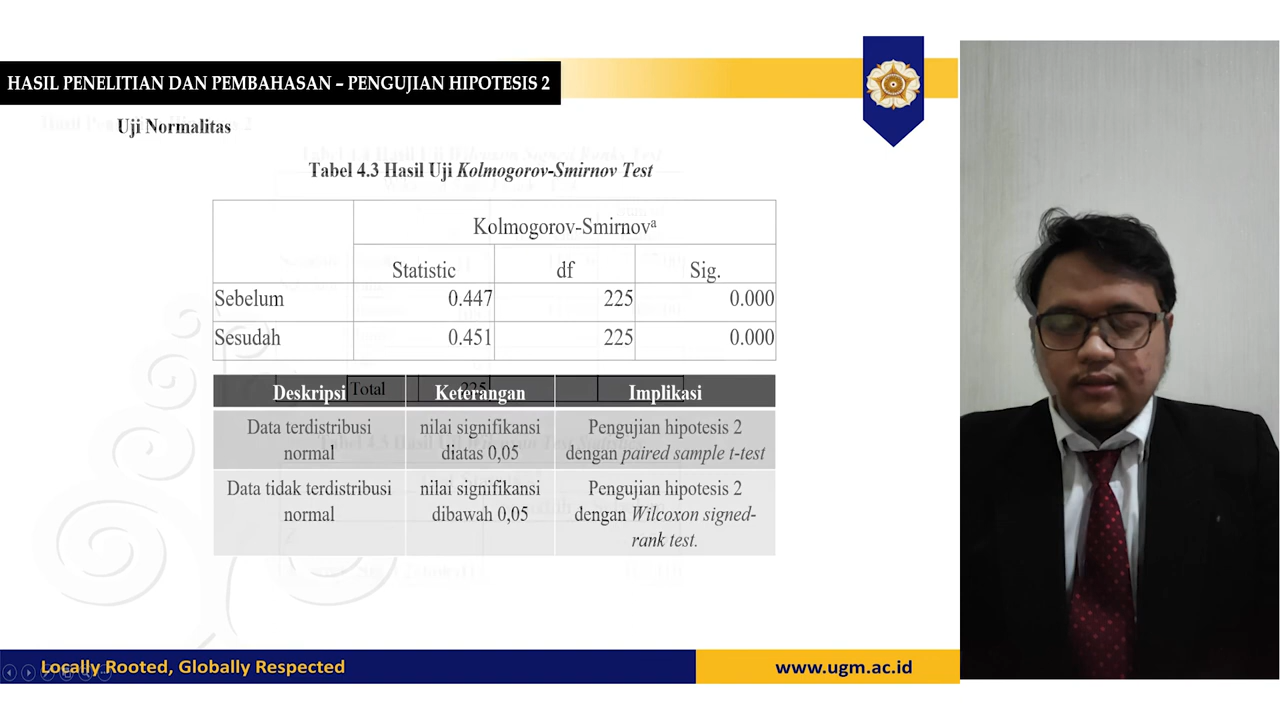 HASIL PENELITIAN DAN PEMBAHASAN – PENGUJIAN HIPOTESIS 2
Uji Normalitas
Tabel 4.3 Hasil Uji Kolmogorov-Smirnov Test
Kolmogorov-Smirnovᵃ
Statistic df Sig.
Sebelum 0.447 225 0.000
Sesudah 0.451 225 0.000
Deskripsi Total Keterangan 225 Implikasi
Data terdistribusi normal
nilai signifikansi diatas 0,05
Pengujian hipotesis 2
dengan paired sample t-test
Data tidak terdistribusi normal
nilai signifikansi dibawah 0,05
Pengujian hipotesis 2
dengan Wilcoxon signed-
rank test.
Locally Rooted, Globally Respected
www.ugm.ac.id